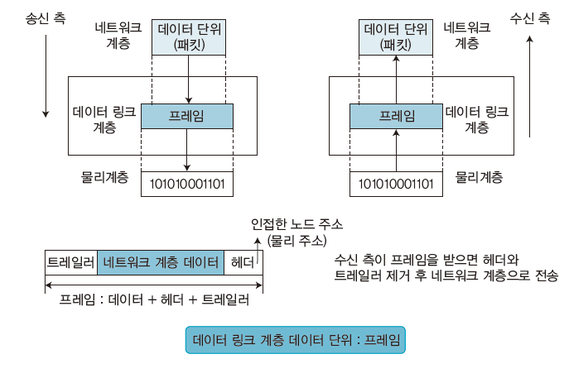 송신 측
네트워크
계층
데이터 단위
(패킷)
데이터 링크
계층
프레임
물리계층
101010001101
수신 측
데이터 단위
(패킷)
네트워크
계층
프레임
데이터 링크
계층
101010001101
물리계층
인접한 노드 주소
(물리 주소)
트레일러 네트워크 계층 데이터 헤더
프레임 : 데이터 + 헤더 + 트레일러
수신 측이 프레임을 받으면 헤더와
트레일러 제거 후 네트워크 계층으로 전송
데이터 링크 계층 데이터 단위 : 프레임